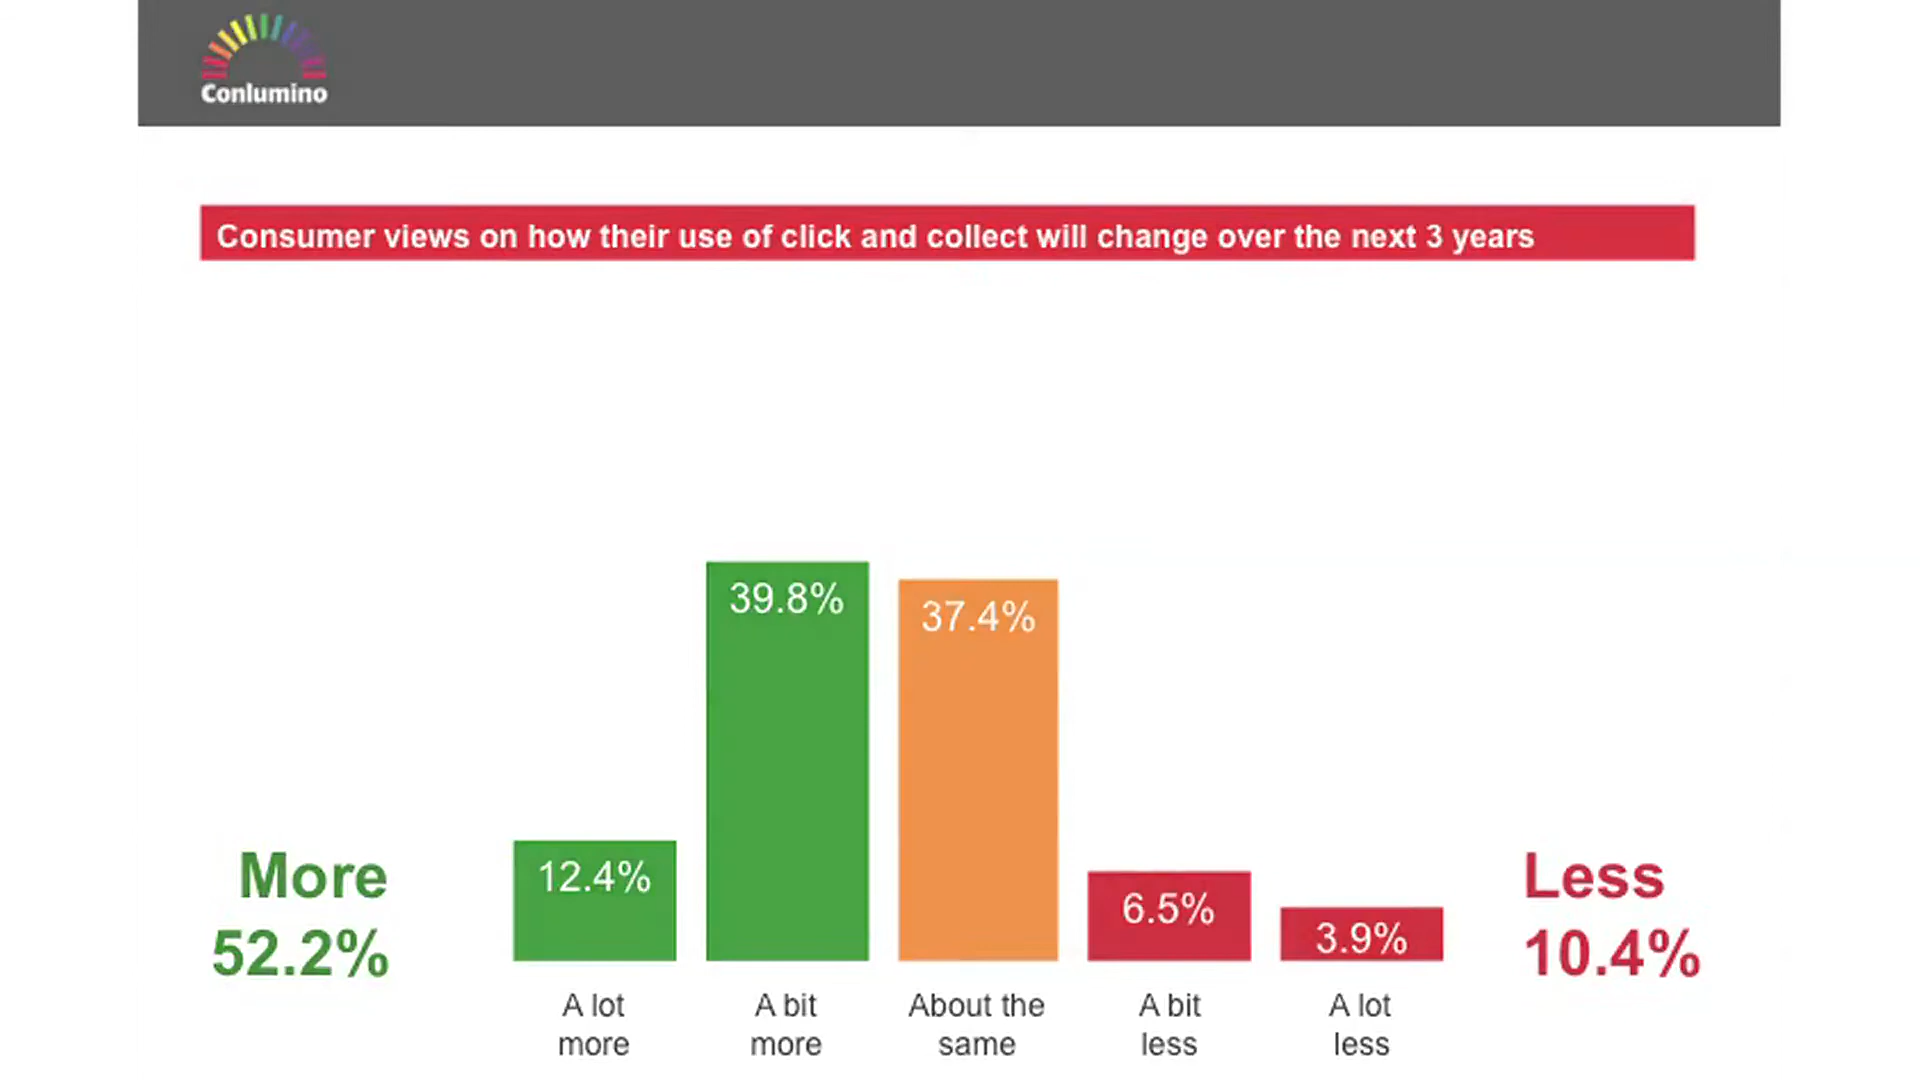 Conlumino
Consumer views on how their use of click and collect will change over the next 3 years
39.8%
37.4%
12.4%
6.5%
3.9%
More
52.2%
Less
10.4%
A lot
more
A bit
more
About the
same
A bit
less
A lot
less